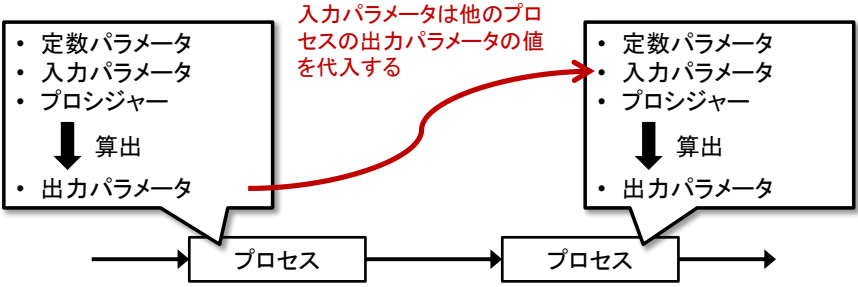 入力パラメータは他のプロ
セスの出力パラメータの値
を代入する
• 定数パラメータ
• 入力パラメータ
• プロシジャー
算出
• 出力パラメータ
• 定数パラメータ
• 入力パラメータ
• プロシジャー
算出
• 出力パラメータ
プロセス
プロセス